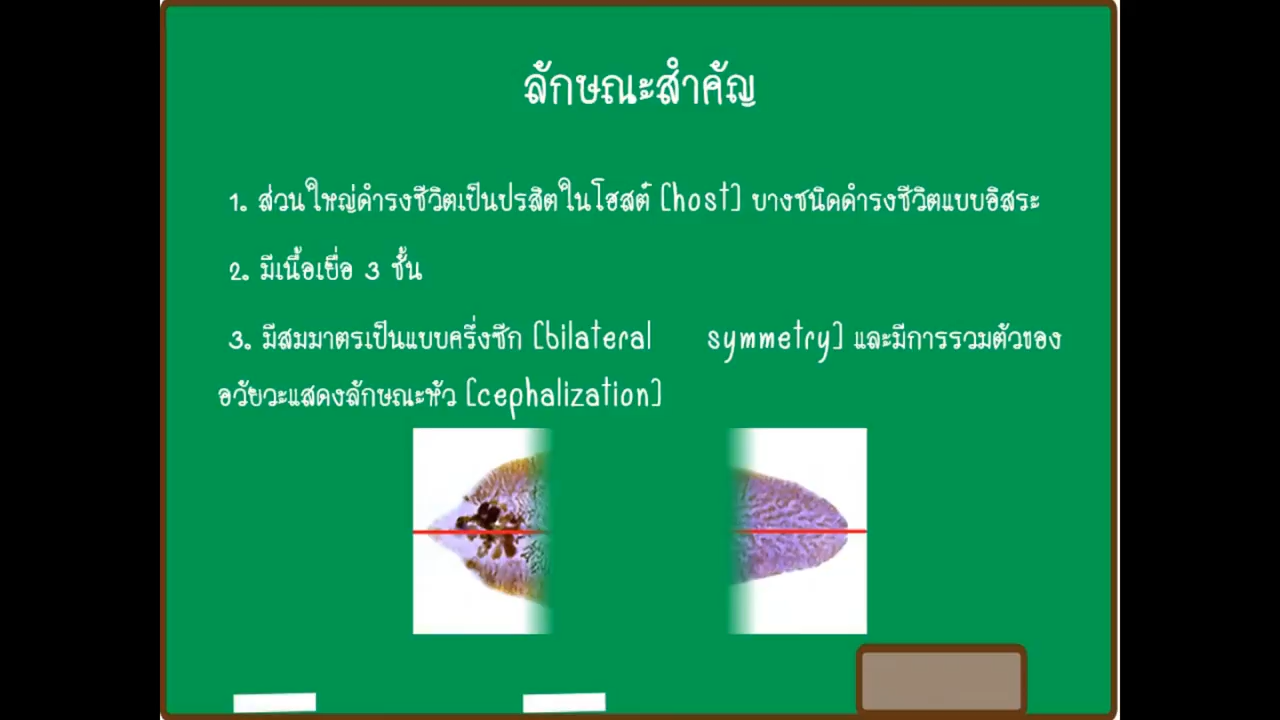 ลักษณะสำคัญ
1. ส่วนใหญ่ดำรงชีวิตเป็นปรสิตในโฮสต์ (host) บางชนิดดำรงชีวิตแบบอิสระ
2. มีเนื้อเยื่อ 3 ชั้น
3. มีสมมาตรเป็นแบบครึ่งซีก (bilateral symmetry) และมีการรวมตัวของ
อวัยวะแสดงลักษณะหัว (cephalization)